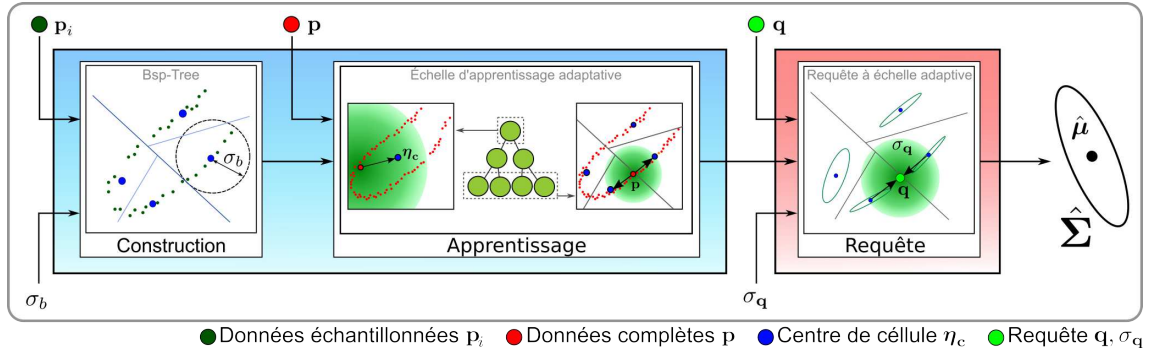 p_i
p
q
Bsp-Tree
Échelle d'apprentissage adaptative
Requête à échelle adaptive
σ_b
η_c
p
σ_q
q
μ̂
Σ̂
Construction
Apprentissage
Requête
σ_b
σ_q
Données échantillonnées p_i
Données complètes p
Centre de céllule η_c
Requête q, σ_q